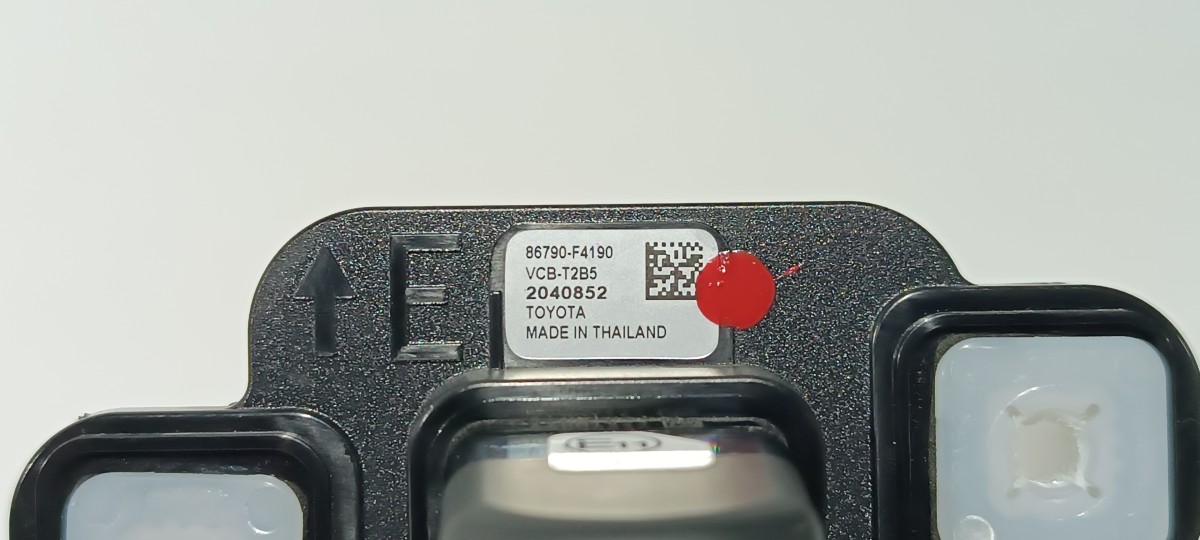 E
86790-F4190
VCB-T2B5
2040852
TOYOTA
MADE IN THAILAND